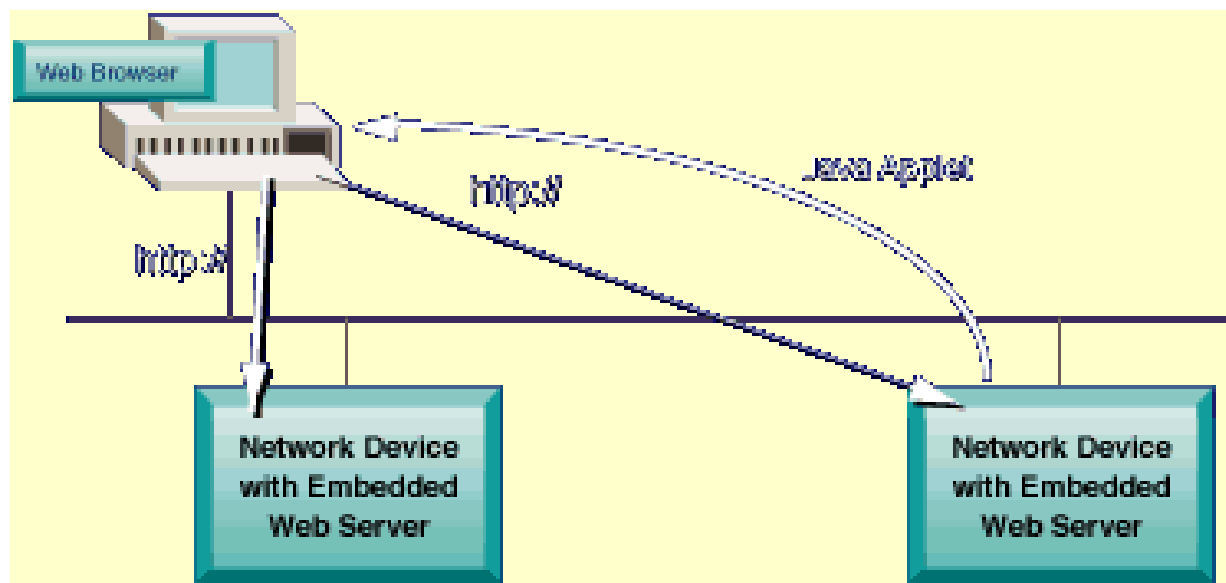 Web Browser
Java Applet
http://
http://
Network Device
with Embedded
Web Server
Network Device
with Embedded
Web Server